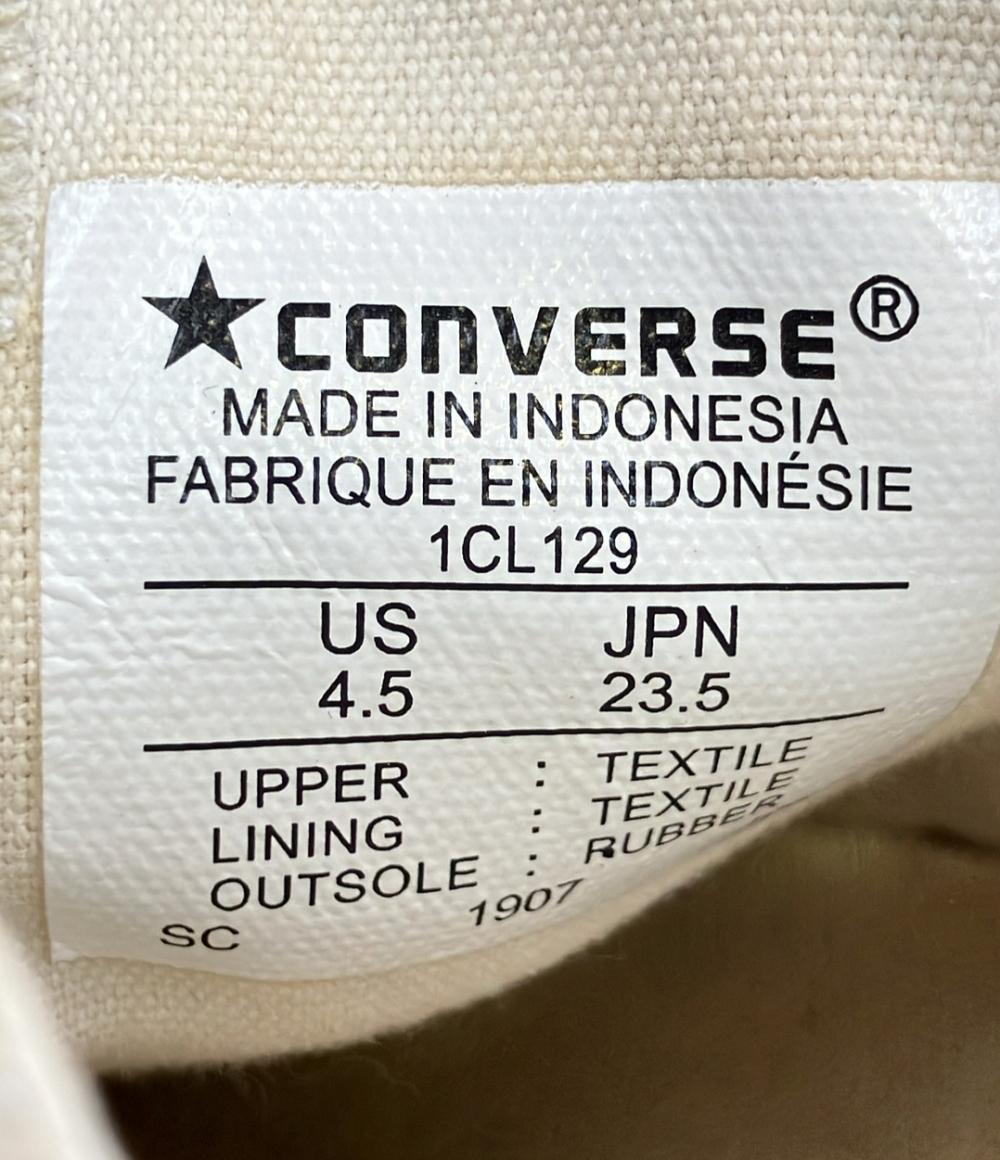 ★CONVERSE®
MADE IN INDONESIA
FABRIQUE EN INDONÉSIE
1CL129
US JPN
4.5 23.5
UPPER : TEXTILE
LINING : TEXTILE
OUTSOLE : RUBBER
SC 1907